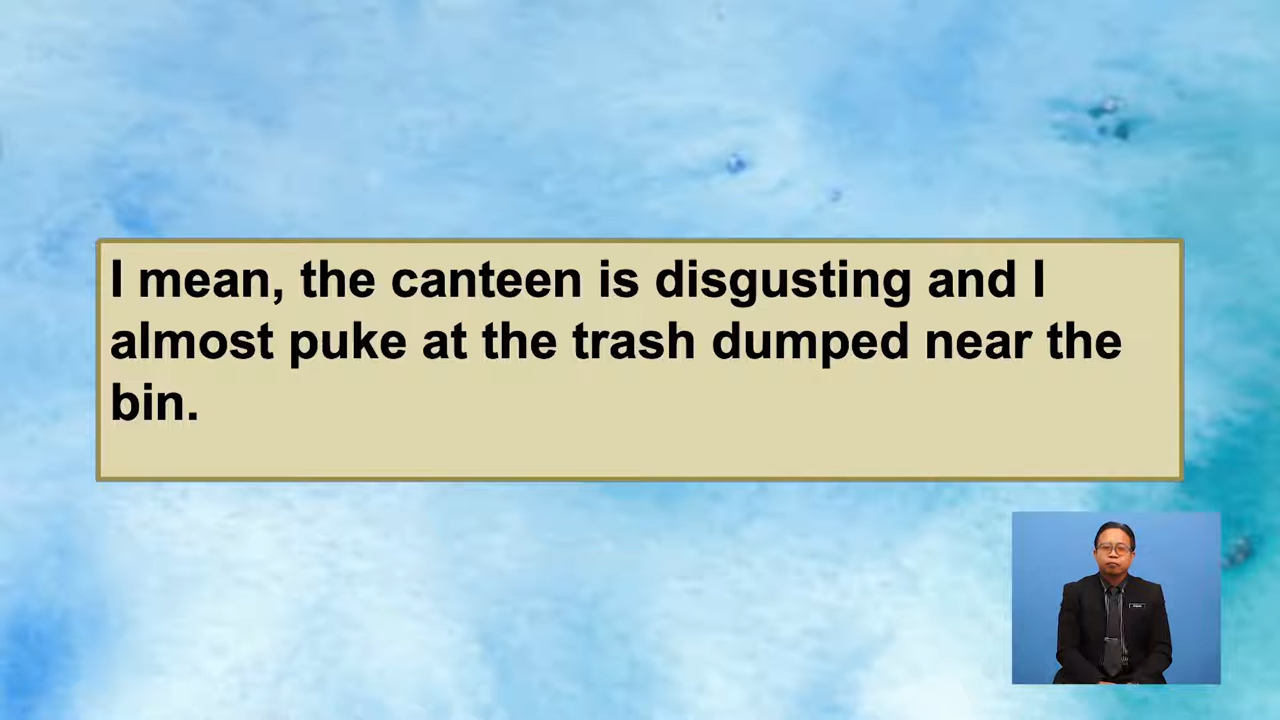 I mean, the canteen is disgusting and I
almost puke at the trash dumped near the
bin.